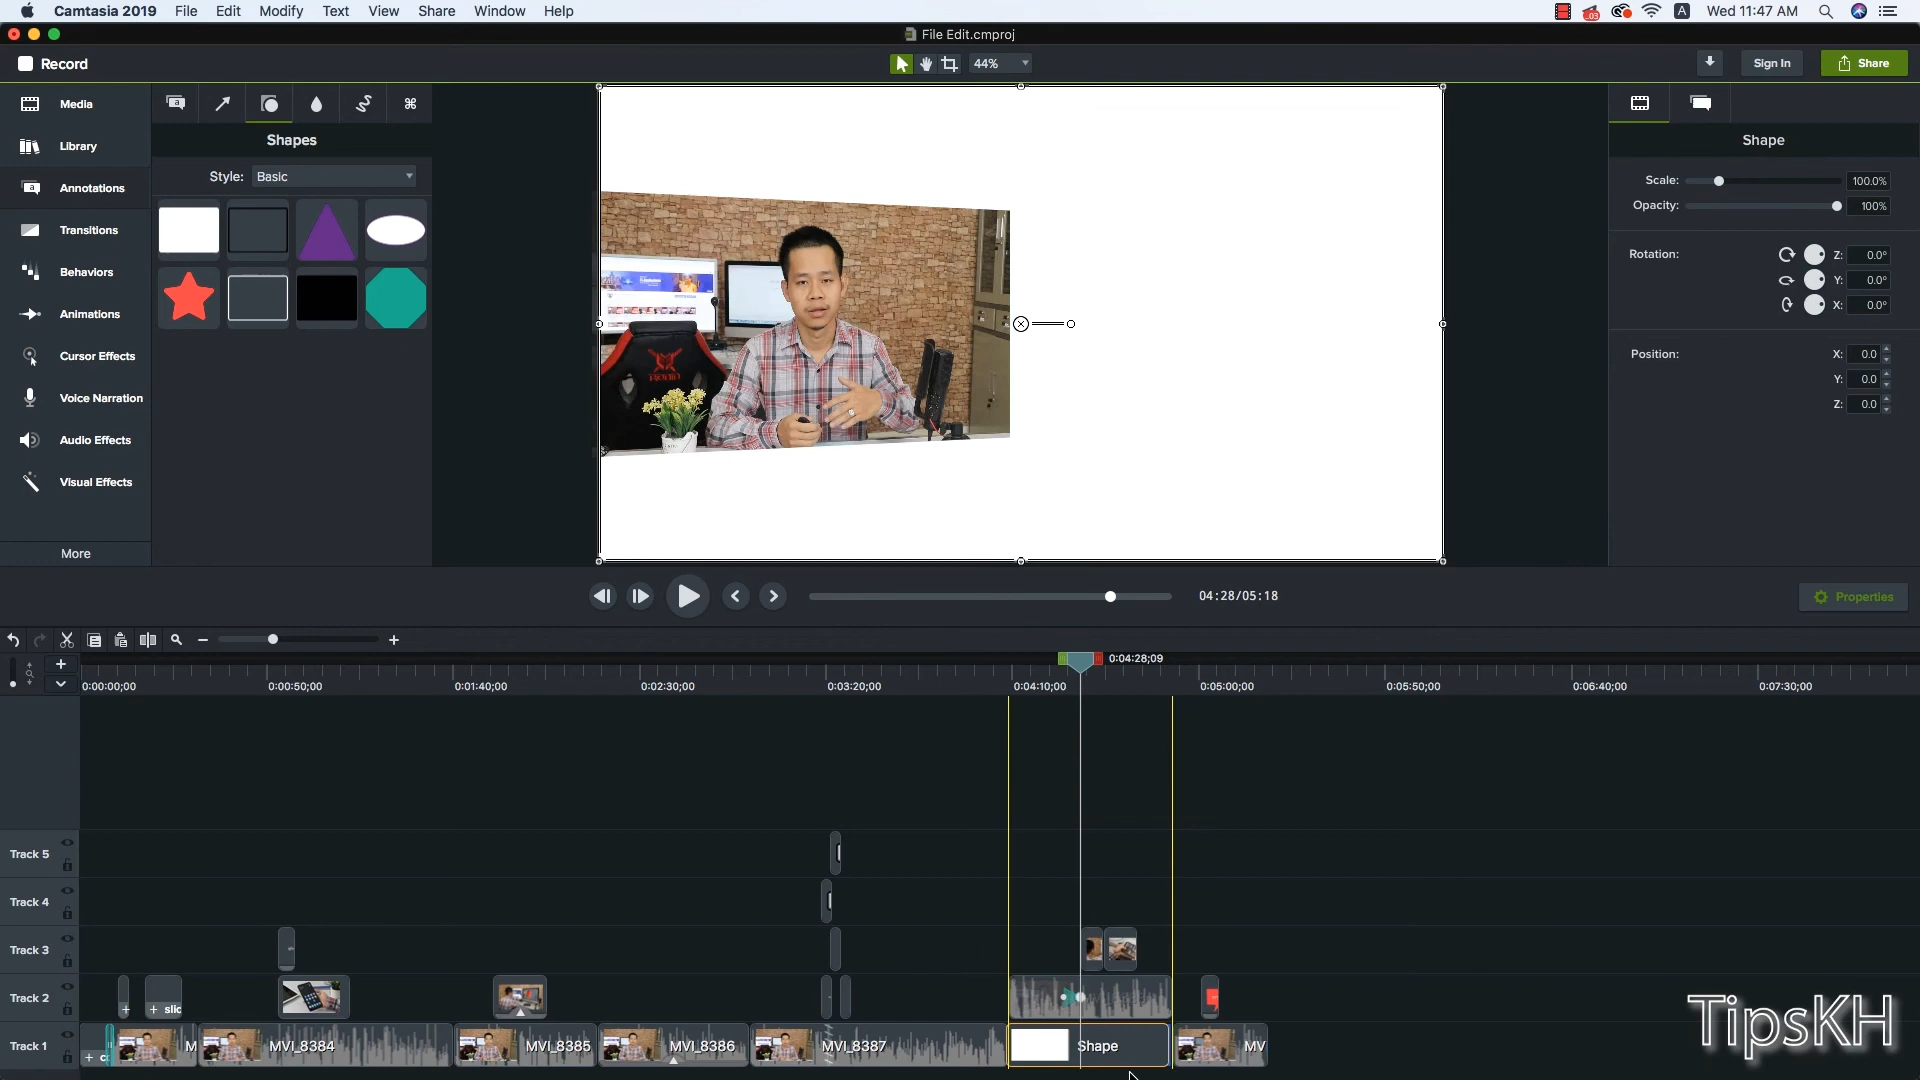 Camtasia 2019 File Edit Modify Text View Share Window Help
A Wed 11:47 AM
File Edit.cmproj
Record
44%
Sign In
Share
Media
Library
Annotations
Transitions
Behaviors
Animations
Cursor Effects
Voice Narration
Audio Effects
Visual Effects
More
Shapes
Style: Basic
Shape
Scale: 100.0%
Opacity: 100%
Rotation: Z: 0.0°
Y: 0.0°
X: 0.0°
Position: X: 0.0
Y: 0.0
Z: 0.0
04:28/05:18
Properties
0:04:28;09
0:00:00;00 0:00:50;00 0:01:40;00 0:02:30;00 0:03:20;00 0:04:10;00 0:05:00;00 0:05:50;00 0:06:40;00 0:07:30;00
Track 5
Track 4
Track 3
Track 2
+ slic
Track 1
M MVI_8384 MVI_8385 MVI_8386 MVI_8387 Shape MV
TipsKH